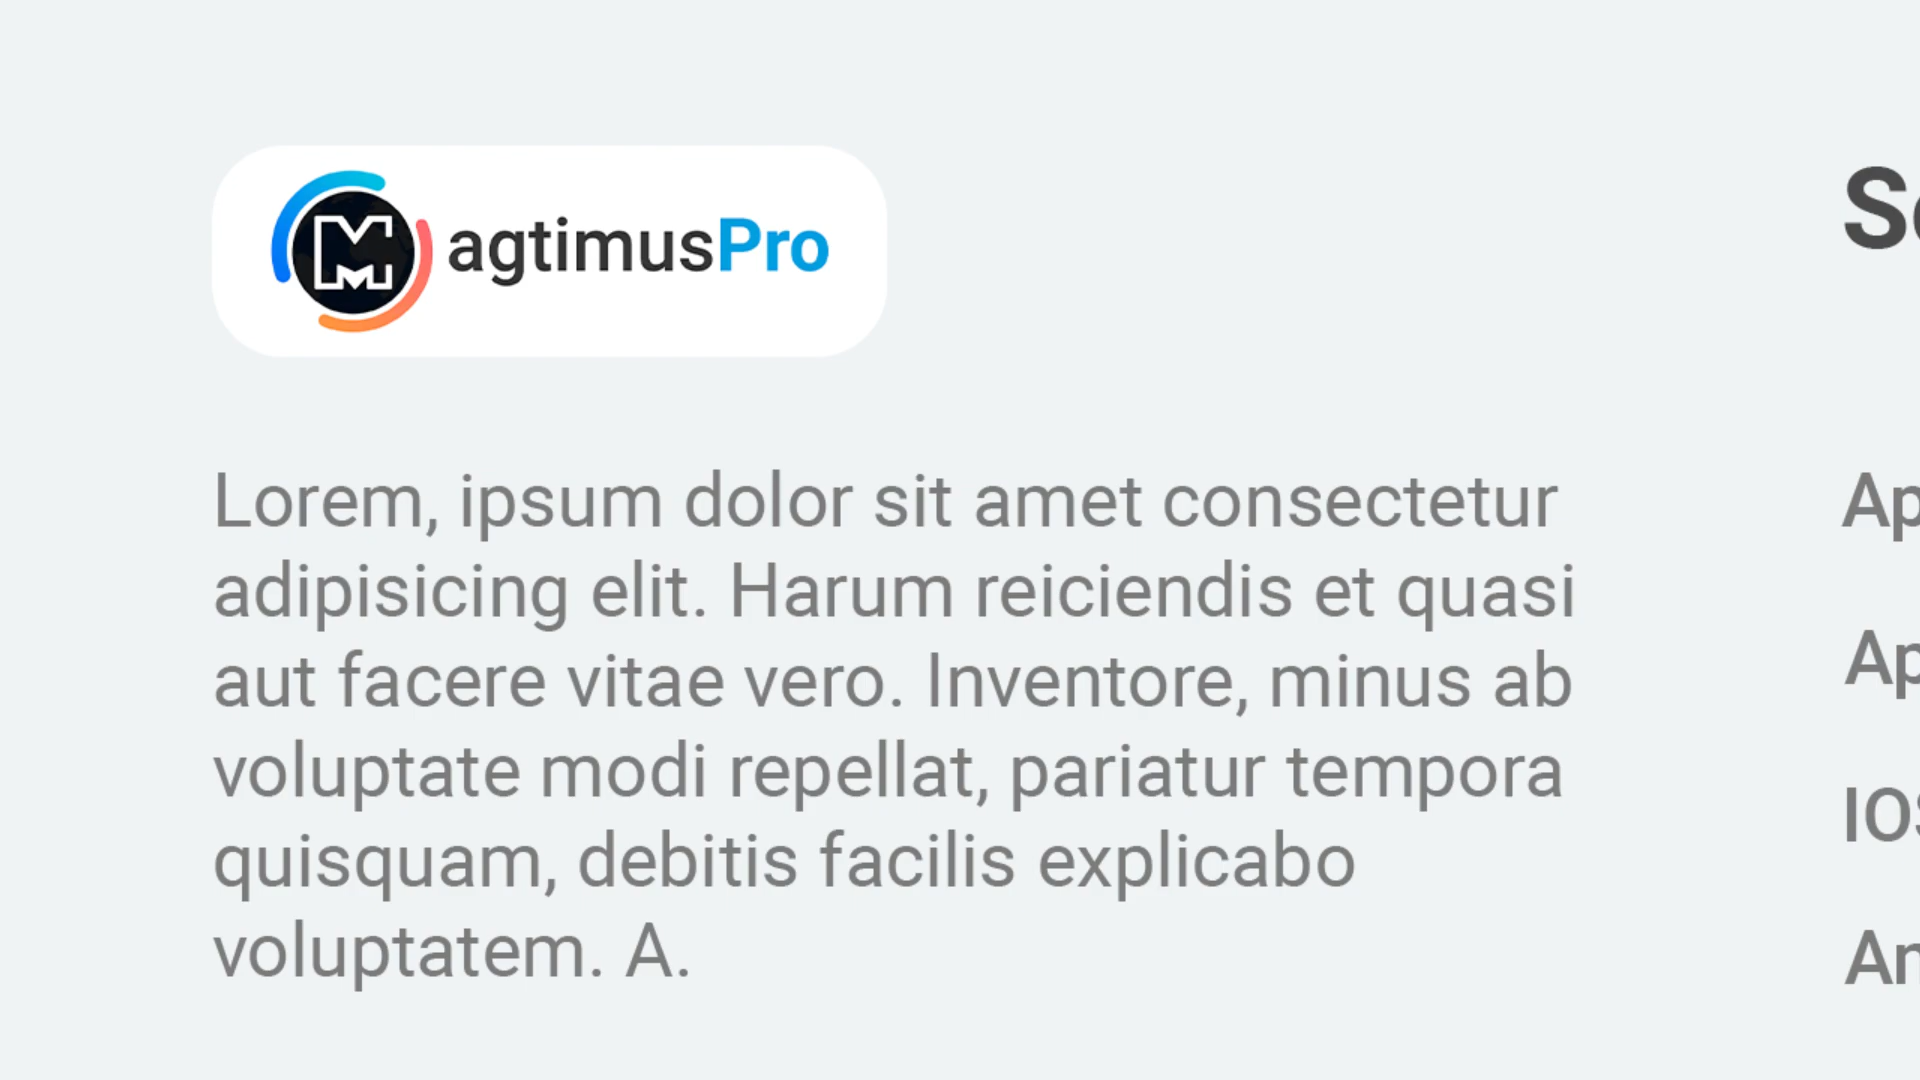 MagtimusPro
Lorem, ipsum dolor sit amet consectetur
adipisicing elit. Harum reiciendis et quasi
aut facere vitae vero. Inventore, minus ab
voluptate modi repellat, pariatur tempora
quisquam, debitis facilis explicabo
voluptatem. A.